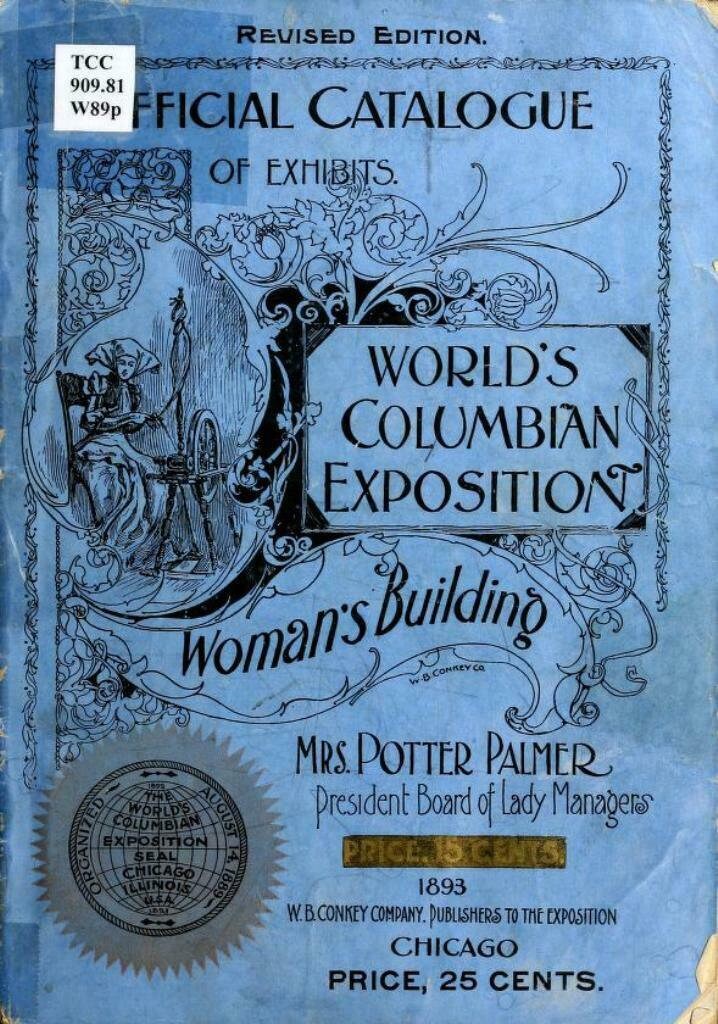 REVISED EDITION.
TCC
909.81
W89p
FFICIAL CATALOGUE
OF EXHIBITS.
WORLD'S
COLUMBIAN
EXPOSITION
Woman's Building
W.B. CONKEY CO.
MRS. POTTER PALMER
President Board of Lady Managers
PRICE, 15 CENTS.
1893
W. B. CONKEY COMPANY, PUBLISHERS TO THE EXPOSITION
CHICAGO
PRICE, 25 CENTS.
ORGANIZED AUGUST 14, 1889
THE
WORLD'S
COLUMBIAN
EXPOSITION
SEAL
CHICAGO
ILLINOIS
U.S.A.